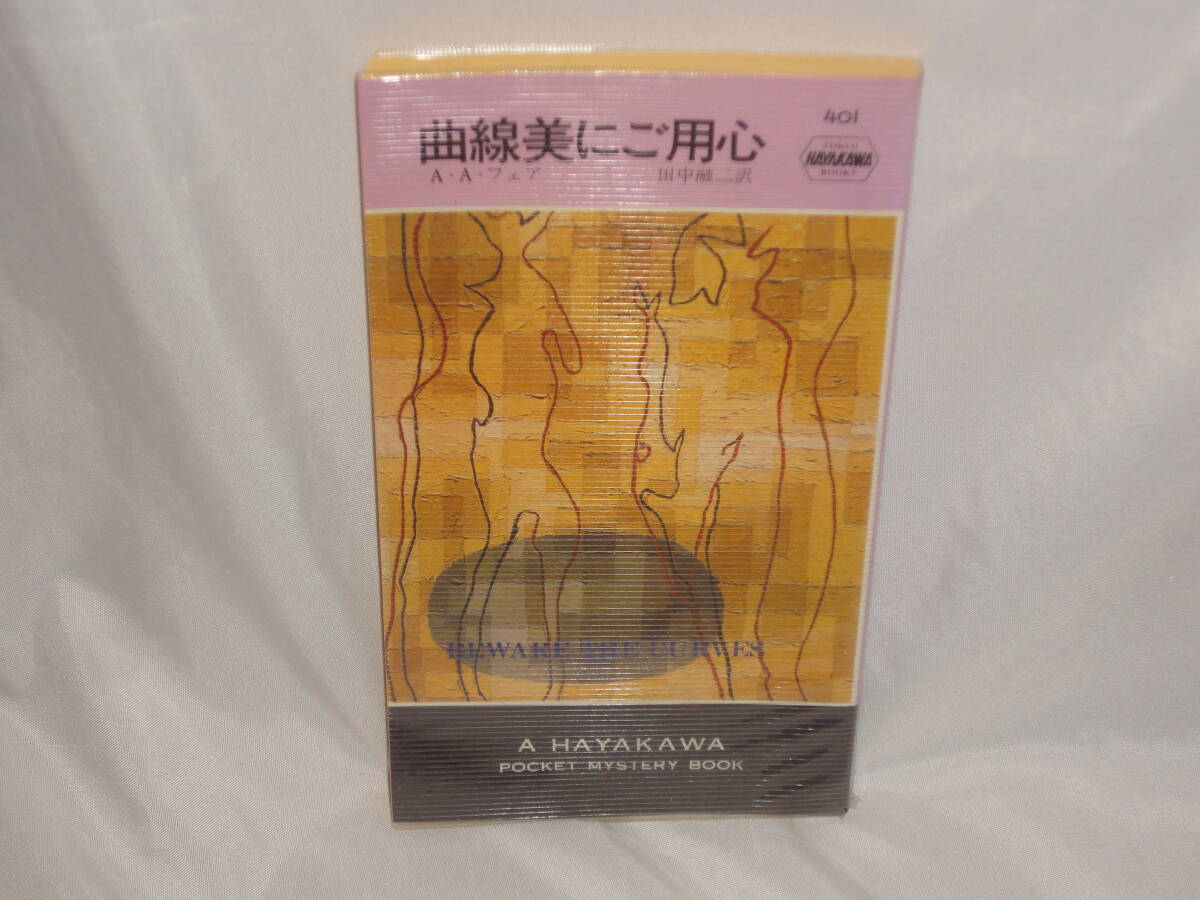 401
曲線美にご用心
A・A・フェア 田中融二訳
TOKYO
HAYAKAWA
BOOKS
BEWARE THE CURVES
A HAYAKAWA
POCKET MYSTERY BOOK